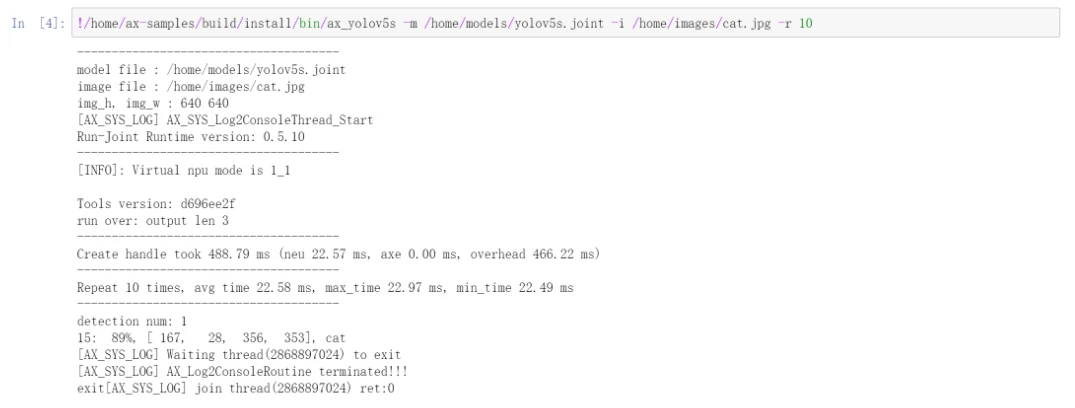 In [4]: !/home/ax-samples/build/install/bin/ax_yolov5s -m /home/models/yolov5s.joint -i /home/images/cat.jpg -r 10
--------------------------------------
model file : /home/models/yolov5s.joint
image file : /home/images/cat.jpg
img_h, img_w : 640 640
[AX_SYS_LOG] AX_SYS_Log2ConsoleThread_Start
Run-Joint Runtime version: 0.5.10
--------------------------------------
[INFO]: Virtual npu mode is 1_1
Tools version: d696ee2f
run over: output len 3
--------------------------------------
Create handle took 488.79 ms (neu 22.57 ms, axe 0.00 ms, overhead 466.22 ms)
--------------------------------------
Repeat 10 times, avg time 22.58 ms, max_time 22.97 ms, min_time 22.49 ms
--------------------------------------
detection num: 1
15:  89%, [ 167,   28,  356,  353], cat
[AX_SYS_LOG] Waiting thread(2868897024) to exit
[AX_SYS_LOG] AX_Log2ConsoleRoutine terminated!!!
exit[AX_SYS_LOG] join thread(2868897024) ret:0